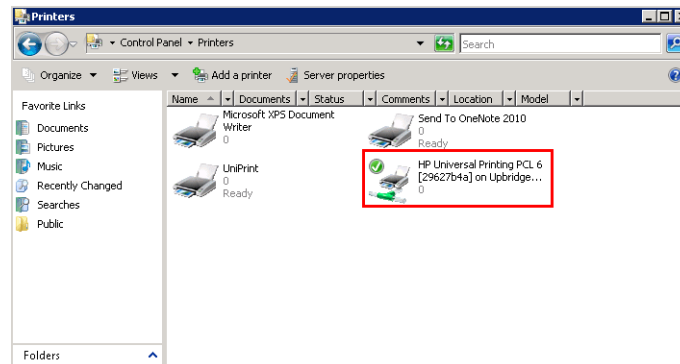 Printers
Control Panel ▾ Printers
Search
Organize Views Add a printer Server properties
Favorite Links
Documents
Pictures
Music
Recently Changed
Searches
Public
Folders
Name Documents Status Comments Location Model
Microsoft XPS Document
Writer
0
Send To OneNote 2010
0
Ready
UniPrint
0
Ready
HP Universal Printing PCL 6
[29627b4a] on Upbridge...
0